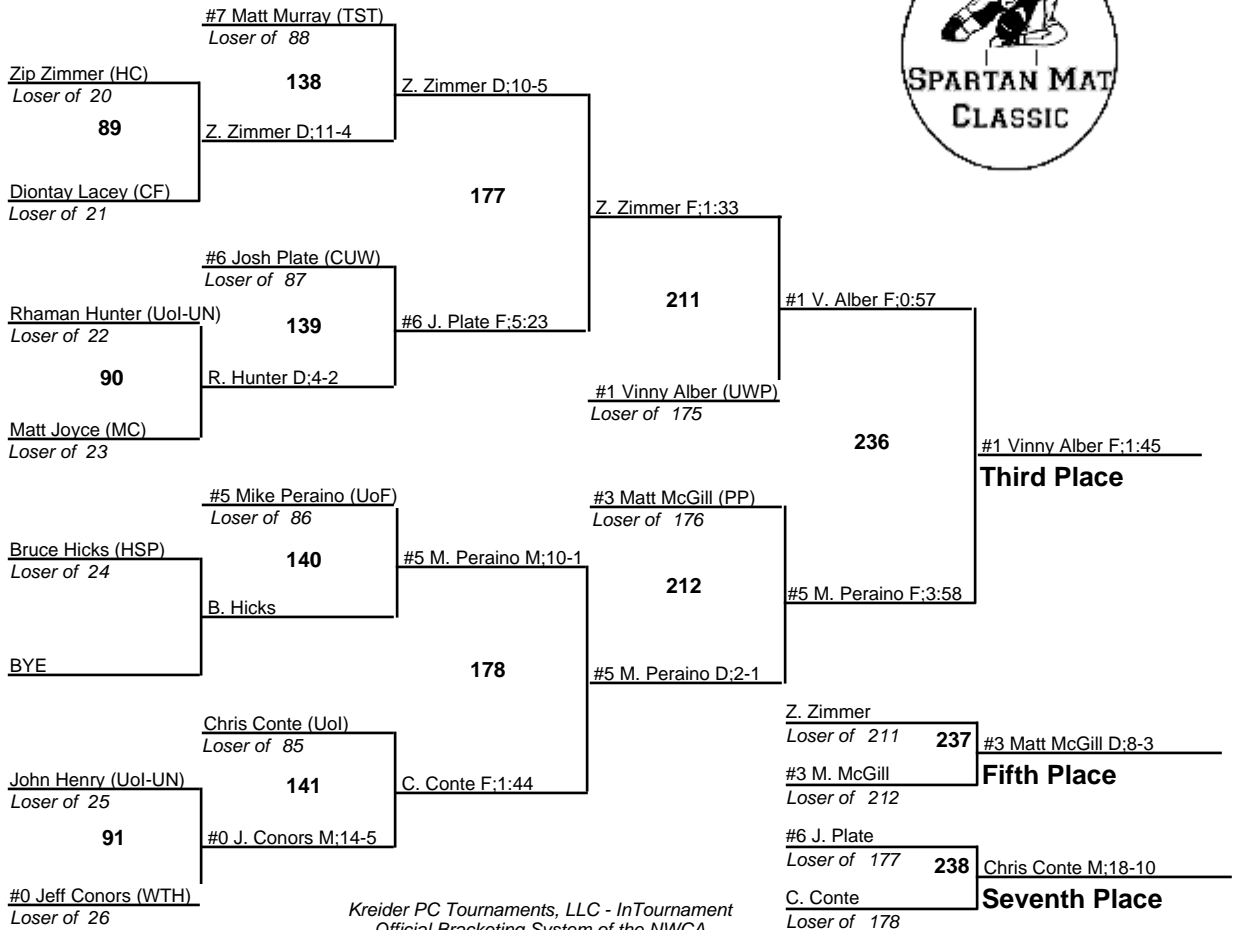 #7 Matt Murray (TST)
Loser of 88
Zip Zimmer (HC)
Loser of 20
138
Z. Zimmer D;10-5
SPARTAN MAT
CLASSIC
89
Z. Zimmer D;11-4
Diontay Lacey (CF)
Loser of 21
177
Z. Zimmer F;1:33
#6 Josh Plate (CUW)
Loser of 87
Rhaman Hunter (UoI-UN)
Loser of 22
139
#6 J. Plate F;5:23
211
#1 V. Alber F;0:57
90
R. Hunter D;4-2
#1 Vinny Alber (UWP)
Loser of 175
Matt Joyce (MC)
Loser of 23
236
#1 Vinny Alber F;1:45
Third Place
#5 Mike Peraino (UoF)
Loser of 86
#3 Matt McGill (PP)
Loser of 176
Bruce Hicks (HSP)
Loser of 24
140
#5 M. Peraino M;10-1
212
#5 M. Peraino F;3:58
B. Hicks
BYE
178
#5 M. Peraino D;2-1
Chris Conte (UoI)
Loser of 85
Z. Zimmer
Loser of 211
237
#3 Matt McGill D;8-3
Fifth Place
#3 M. McGill
Loser of 212
John Henry (UoI-UN)
Loser of 25
141
C. Conte F;1:44
91
#0 J. Conors M;14-5
#6 J. Plate
Loser of 177
238
Chris Conte M;18-10
Seventh Place
#0 Jeff Conors (WTH)
Loser of 26
C. Conte
Loser of 178
Kreider PC Tournaments, LLC - InTournament
Official Bracketing System of the NWCA